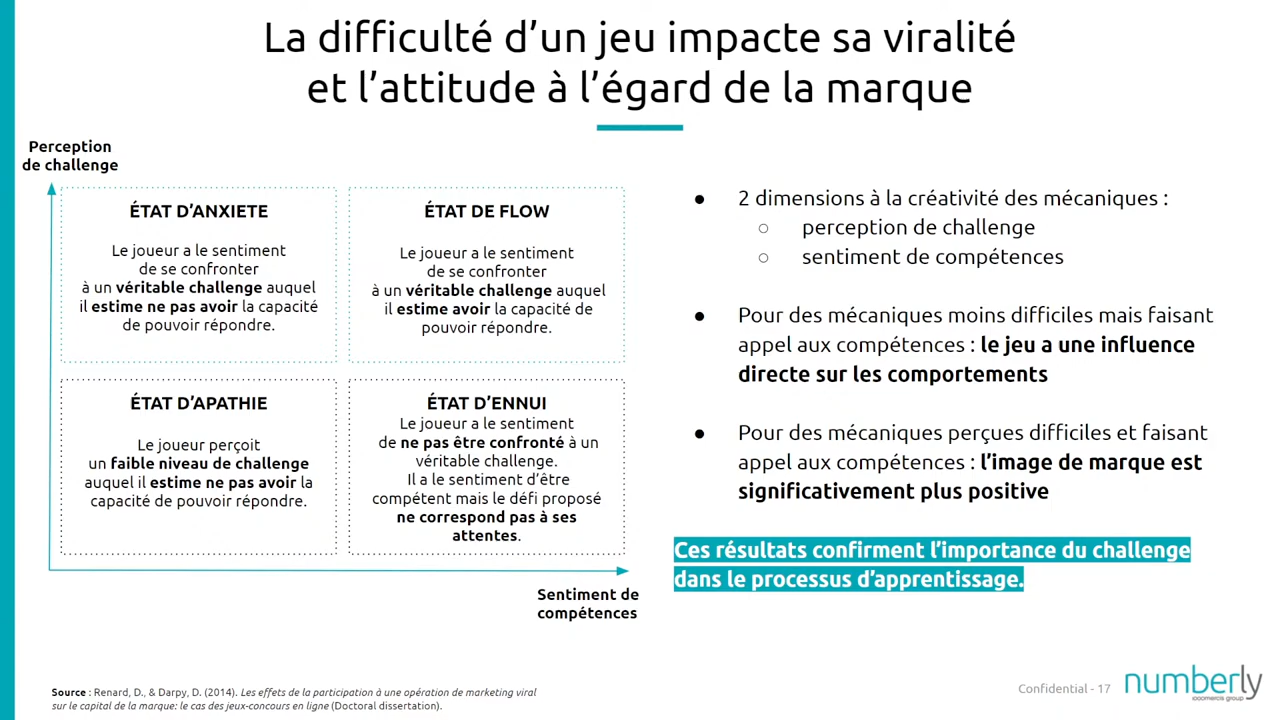 La difficulté d’un jeu impacte sa viralité
et l’attitude à l’égard de la marque
Perception
de challenge
ÉTAT D’ANXIETE
Le joueur a le sentiment
de se confronter
à un véritable challenge auquel
il estime ne pas avoir la capacité
de pouvoir répondre.
ÉTAT DE FLOW
Le joueur a le sentiment
de se confronter
à un véritable challenge auquel
il estime avoir la capacité de
pouvoir répondre.
ÉTAT D’APATHIE
Le joueur perçoit
un faible niveau de challenge
auquel il estime ne pas avoir la
capacité de pouvoir répondre.
ÉTAT D’ENNUI
Le joueur a le sentiment
de ne pas être confronté à un
véritable challenge.
Il a le sentiment d’être
compétent mais le défi proposé
ne correspond pas à ses
attentes.
Sentiment de
compétences
● 2 dimensions à la créativité des mécaniques :
○ perception de challenge
○ sentiment de compétences
● Pour des mécaniques moins difficiles mais faisant
appel aux compétences : le jeu a une influence
directe sur les comportements
● Pour des mécaniques perçues difficiles et faisant
appel aux compétences : l’image de marque est
significativement plus positive
Ces résultats confirment l’importance du challenge
dans le processus d’apprentissage.
Source : Renard, D., & Darpy, D. (2014). Les effets de la participation à une opération de marketing viral
sur le capital de la marque: le cas des jeux-concours en ligne (Doctoral dissertation).
Confidential - 17
numberly
1000mercis group